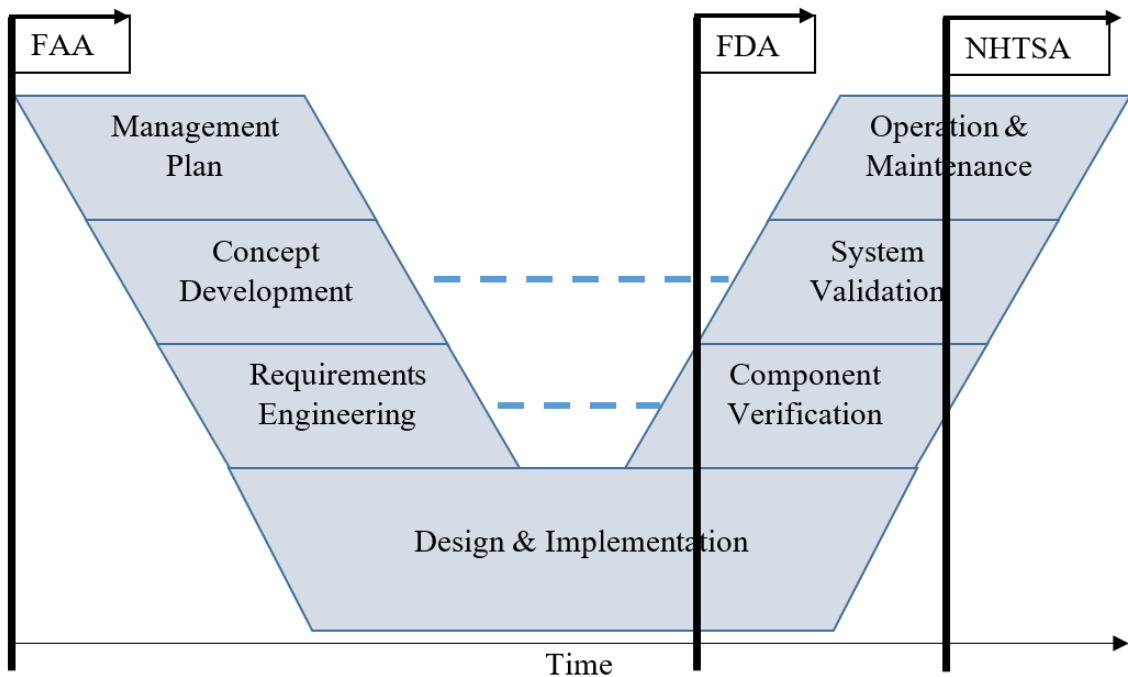 FAA
FDA
NHTSA
Management
Plan
Operation &
Maintenance
Concept
Development
System
Validation
Requirements
Engineering
Component
Verification
Design & Implementation
Time